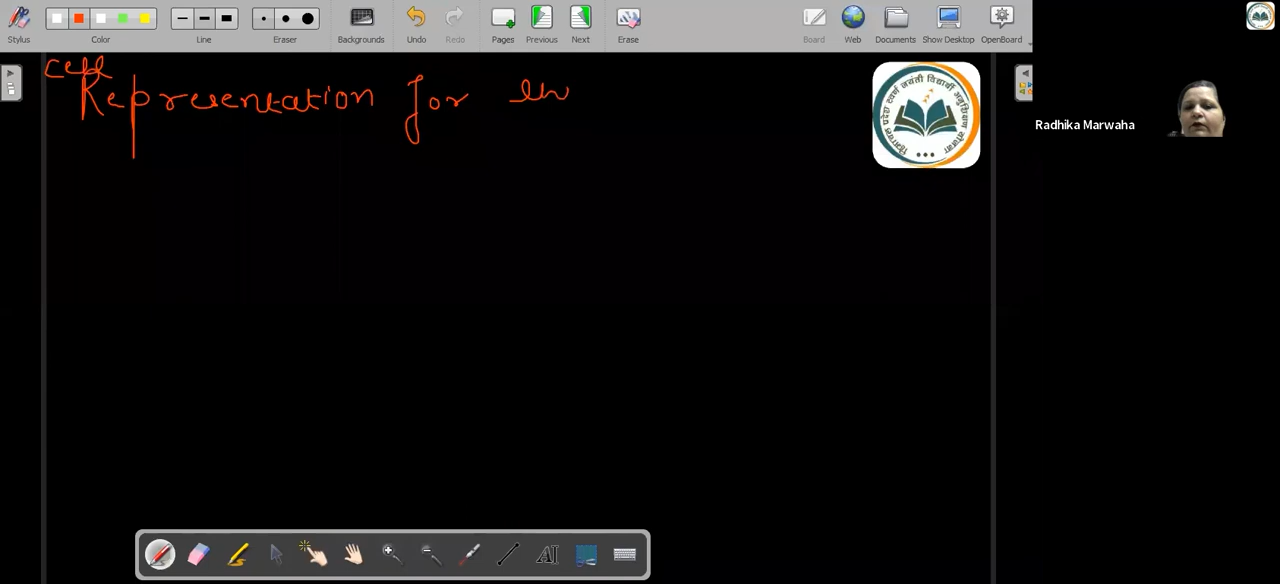 Stylus
Color
Line
Eraser
Backgrounds
Undo
Redo
Pages
Previous
Next
Erase
Board
Web
Documents
Show Desktop
OpenBoard
cell
Representation for
Radhika Marwaha
AI